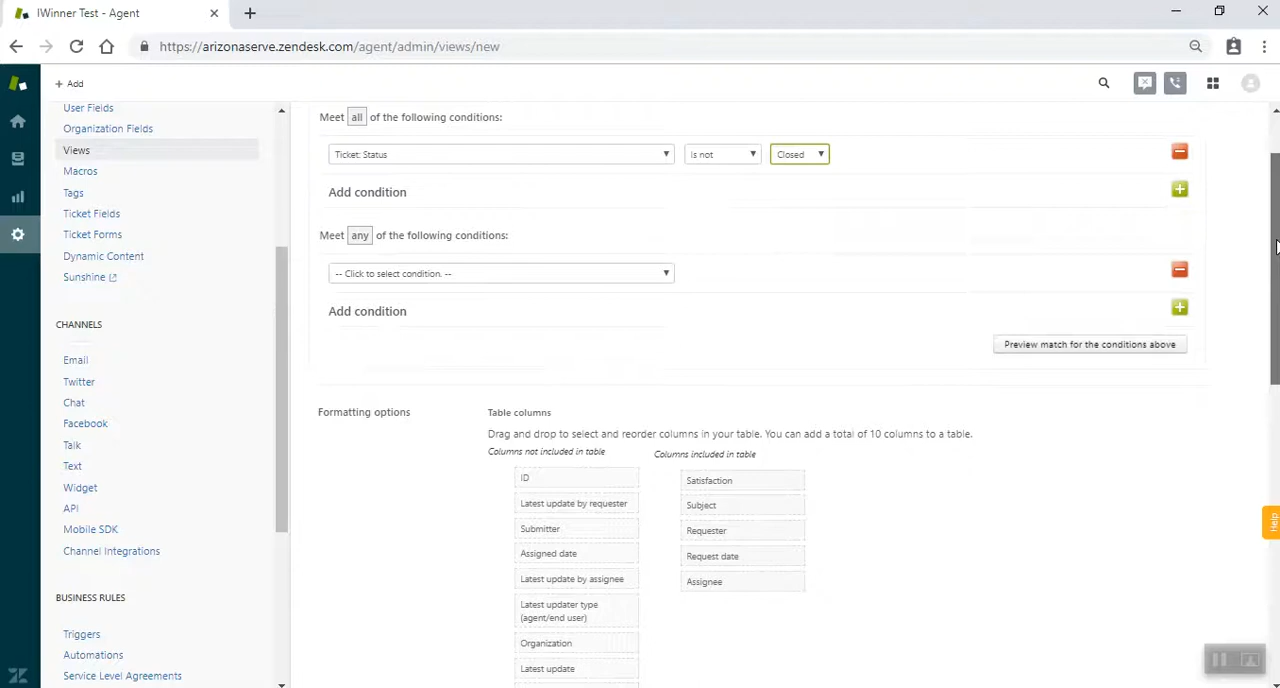 IWinner Test - Agent
https://arizonaserve.zendesk.com/agent/admin/views/new
+ Add
User Fields
Organization Fields
Views
Macros
Tags
Ticket Fields
Ticket Forms
Dynamic Content
Sunshine
CHANNELS
Email
Twitter
Chat
Facebook
Talk
Text
Widget
API
Mobile SDK
Channel Integrations
BUSINESS RULES
Triggers
Automations
Service Level Agreements
Meet all of the following conditions:
Ticket: Status Is not Closed
Add condition
Meet any of the following conditions:
-- Click to select condition. --
Add condition
Preview match for the conditions above
Formatting options
Table columns
Drag and drop to select and reorder columns in your table. You can add a total of 10 columns to a table.
Columns not included in table
ID
Latest update by requester
Submitter
Assigned date
Latest update by assignee
Latest updater type
(agent/end user)
Organization
Latest update
Columns included in table
Satisfaction
Subject
Requester
Request date
Assignee
Help